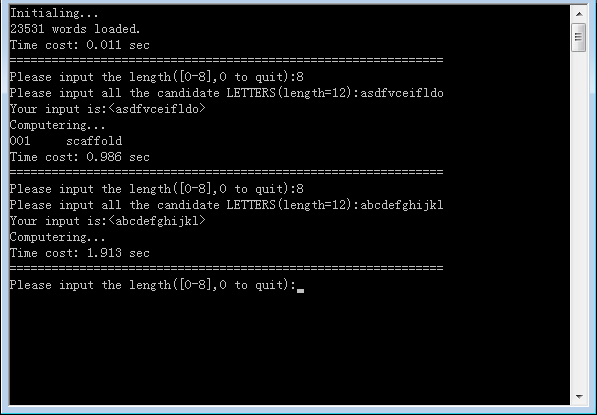 Initialing...
23531 words loaded.
Time cost: 0.011 sec
==============================================================
Please input the length([0-8],0 to quit):8
Please input all the candidate LETTERS(length=12):asdfvceifldo
Your input is:<asdfvceifldo>
Computering...
001     scaffold
Time cost: 0.986 sec
==============================================================
Please input the length([0-8],0 to quit):8
Please input all the candidate LETTERS(length=12):abcdefghijkl
Your input is:<abcdefghijkl>
Computering...
Time cost: 1.913 sec
==============================================================
Please input the length([0-8],0 to quit):